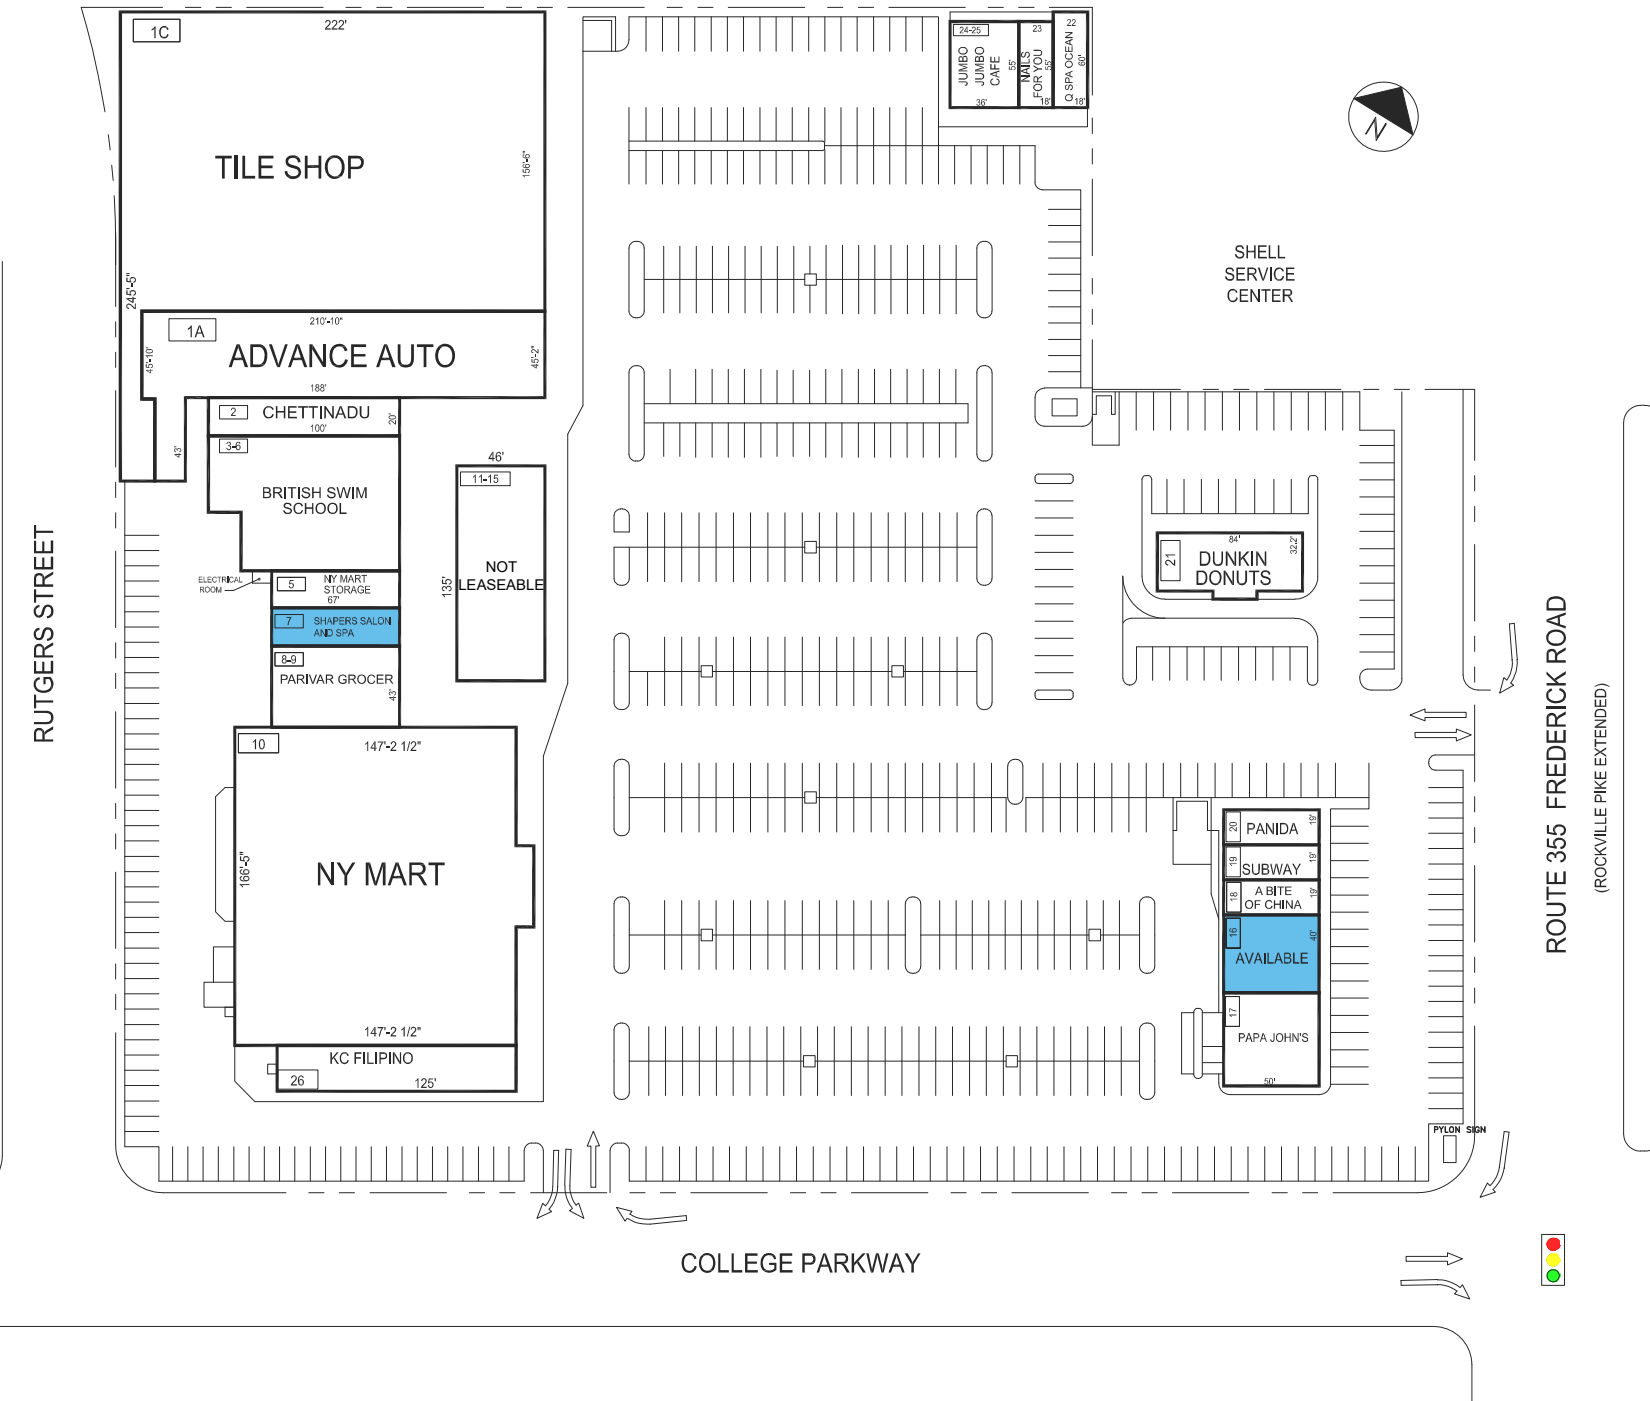 1C
222'
TILE SHOP
156'-6"
245'-5"
1A
210'-10"
ADVANCE AUTO
45'-10'
45'-2"
188'
2
CHETTINADU
100'
20'
43'
3-6
BRITISH SWIM
SCHOOL
ELECTRICAL
ROOM
5
NY MART
STORAGE
67'
7
SHAPERS SALON
AND SPA
8-9
PARIVAR GROCER
43'
46'
11-15
NOT
LEASEABLE
135'
10
147'-2 1/2"
166'-5"
NY MART
147'-2 1/2"
KC FILIPINO
26
125'
24-25
JUMBO
JUMBO
CAFE
55'
36'
23
NAILS
FOR YOU
55'
18'
22
Q SPA OCEAN
60'
18'
N
SHELL
SERVICE
CENTER
84'
32.2'
21
DUNKIN
DONUTS
20
PANIDA
19'
19
SUBWAY
19'
18
A BITE
OF CHINA
19'
16
AVAILABLE
40'
17
PAPA JOHN'S
50'
PYLON SIGN
RUTGERS STREET
ROUTE 355 FREDERICK ROAD
(ROCKVILLE PIKE EXTENDED)
COLLEGE PARKWAY